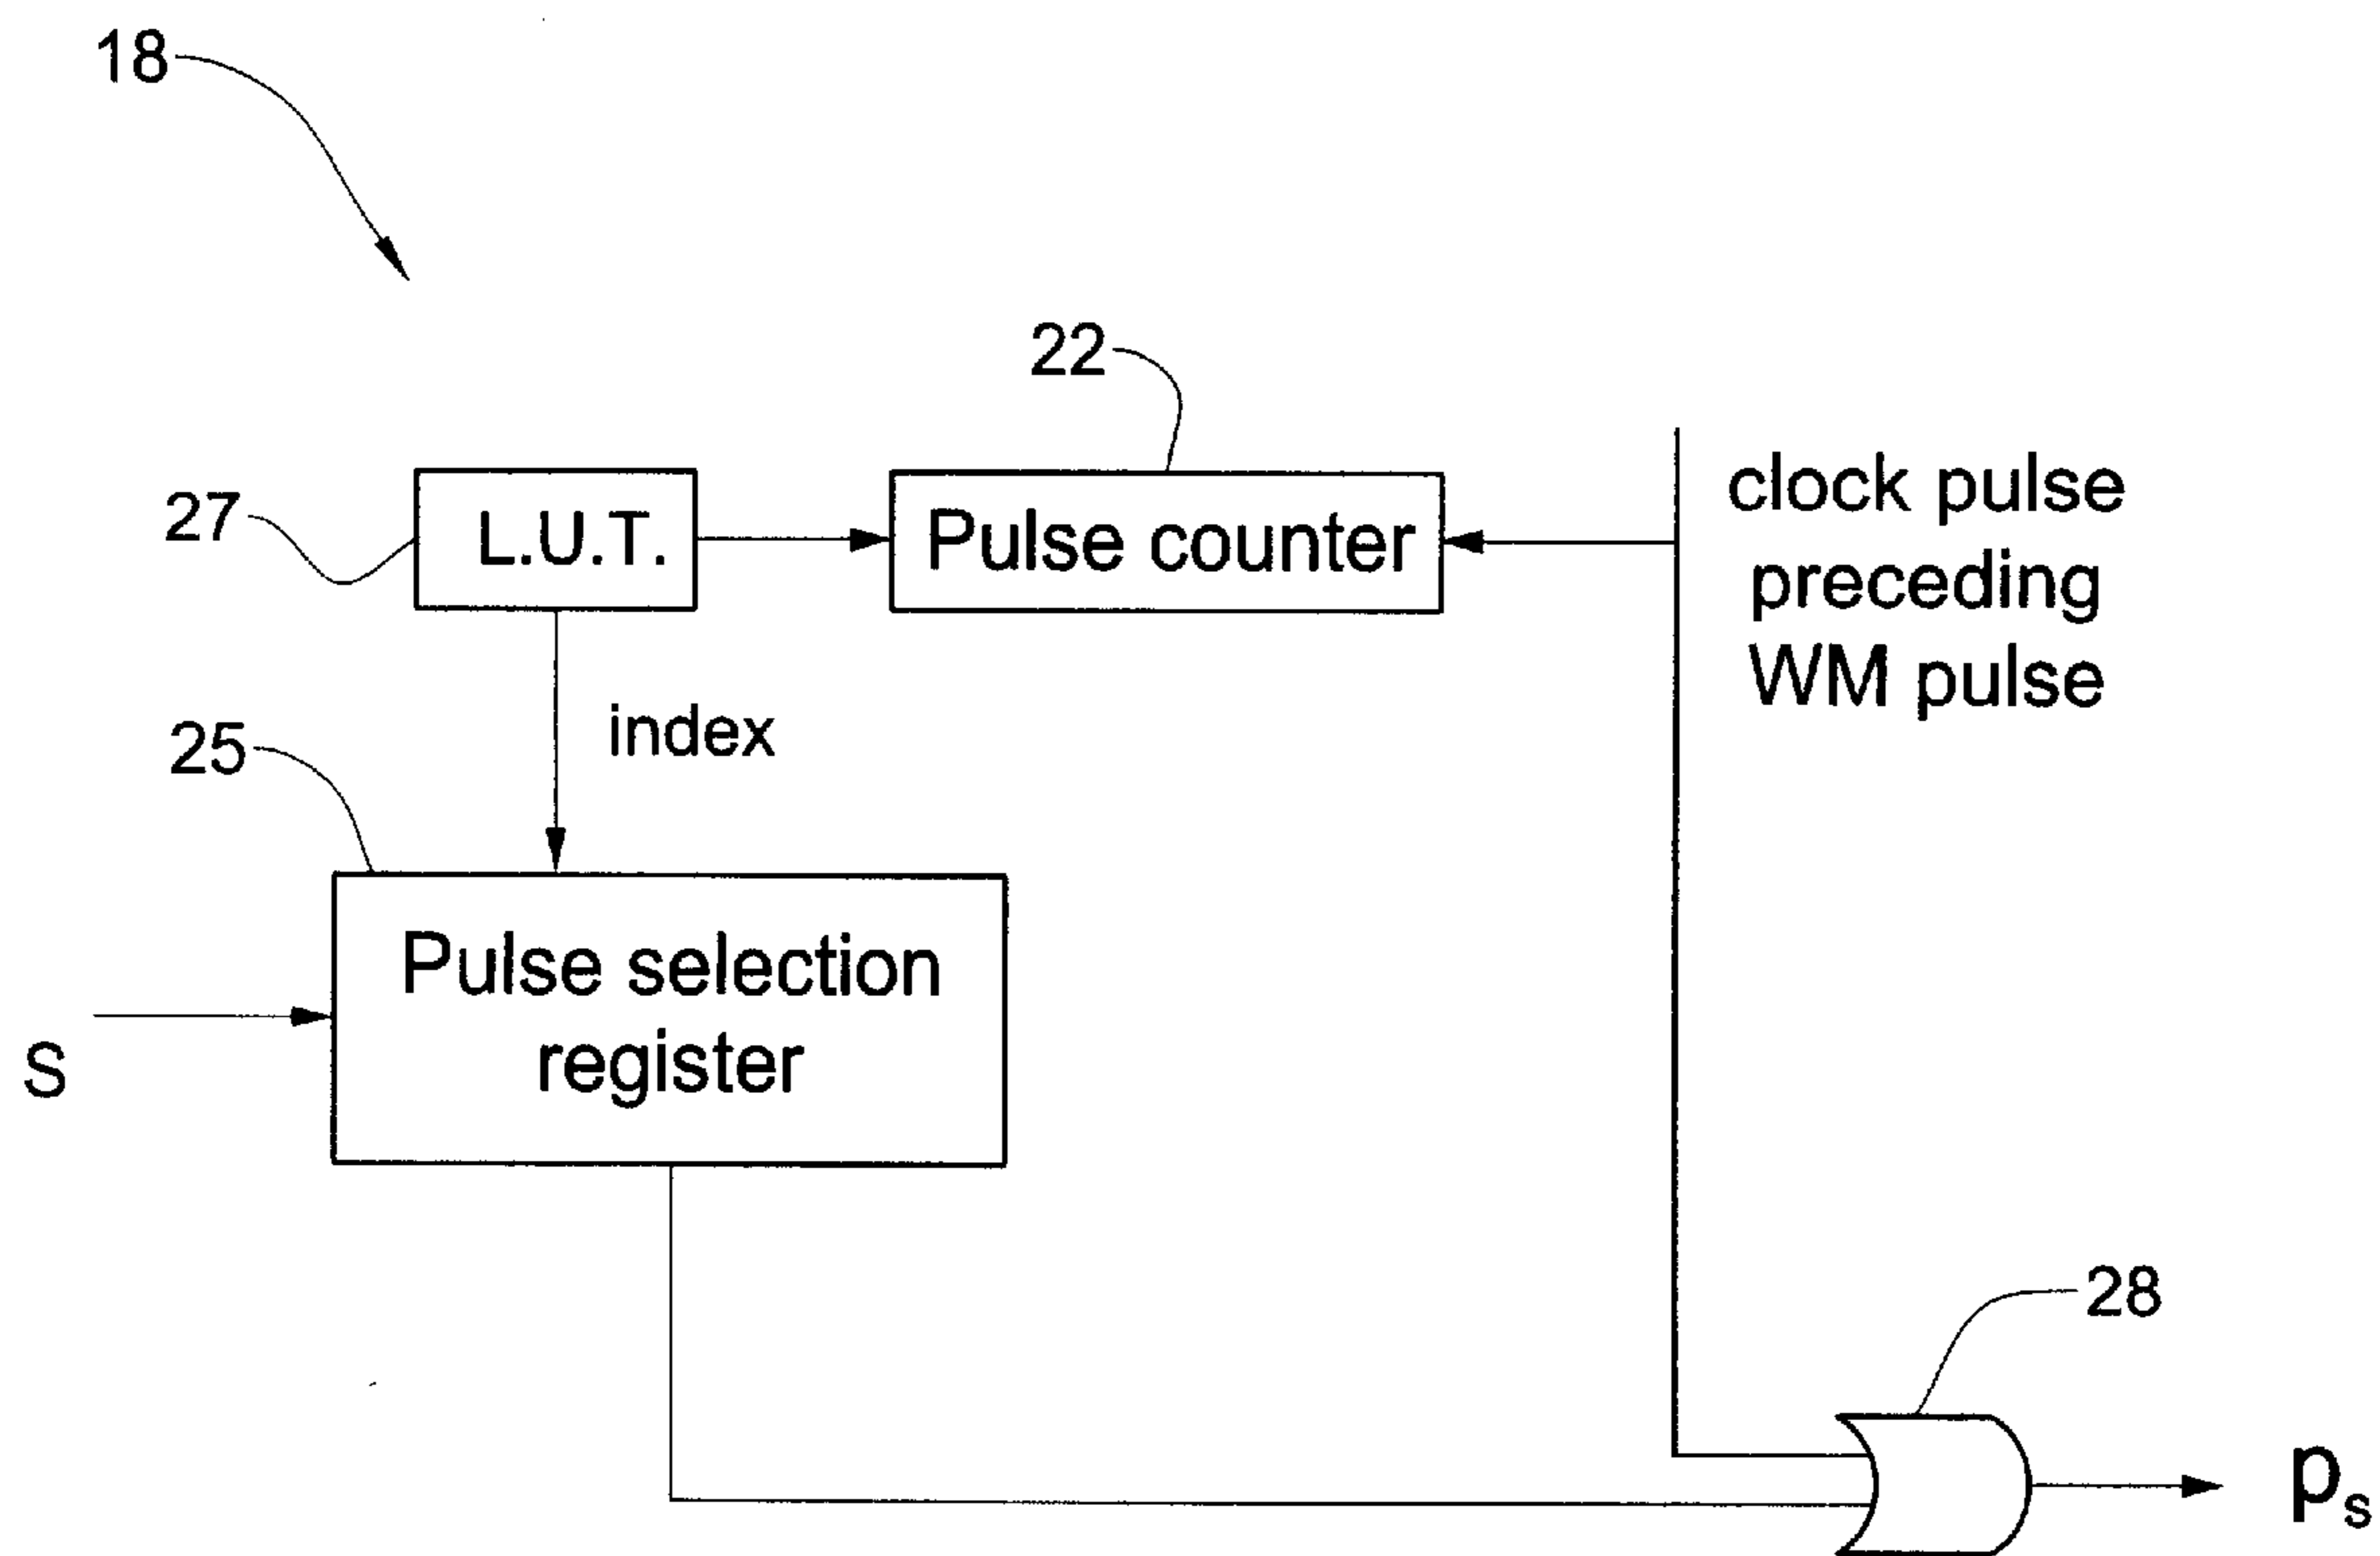 18
22
27
L.U.T.
Pulse counter
clock pulse
preceding
WM pulse
25
index
Pulse selection
register
S
28
ps